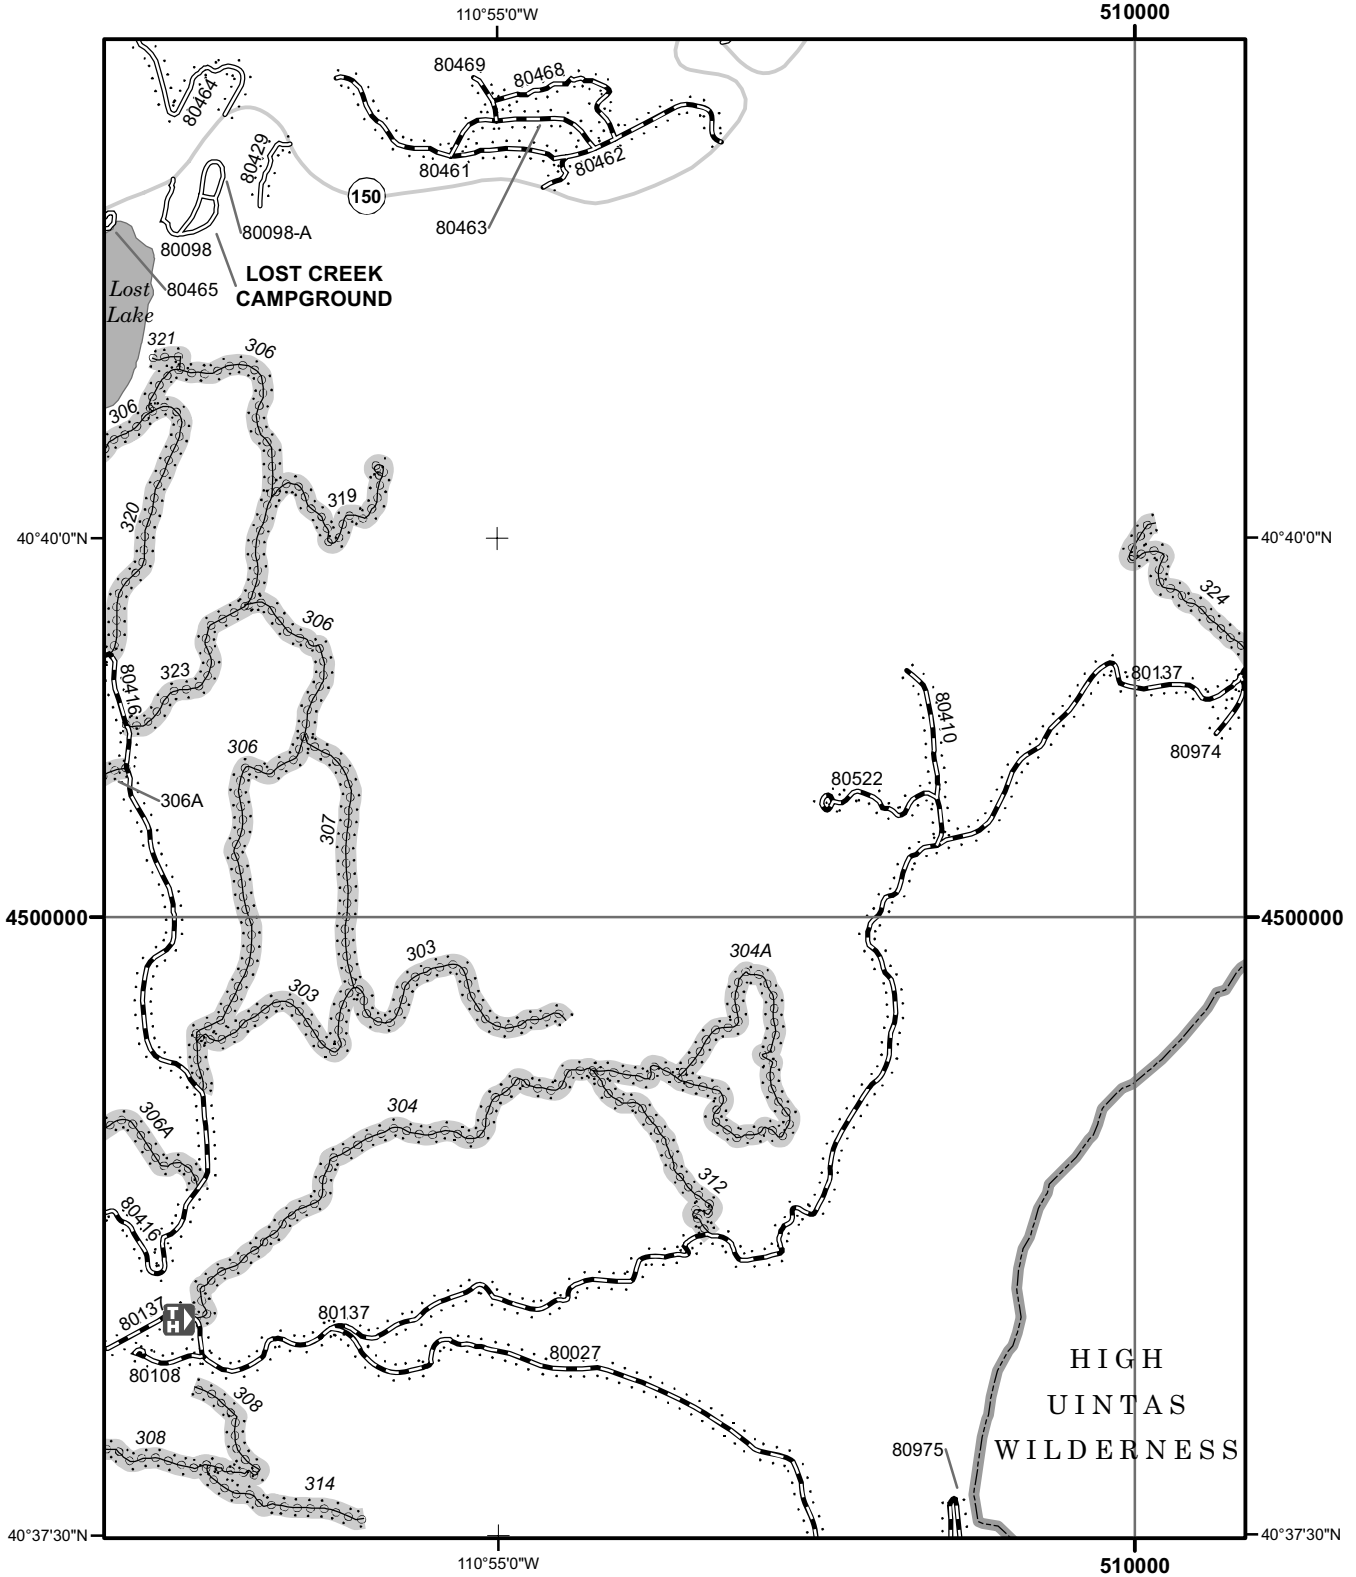 110°55'0"W
510000
80469
80468
80464
80429
80461
80462
150
80463
80098-A
80098
LOST CREEK
CAMPGROUND
80465
Lost
Lake
321
306
306
319
320
40°40'0"N
40°40'0"N
324
306
323
80416
80137
80410
306
80974
80522
306A
307
4500000
4500000
303
304A
303
306A
304
312
80416
80137
TH
80137
80027
80108
HIGH
UINTAS
WILDERNESS
308
308
80975
314
40°37'30"N
40°37'30"N
110°55'0"W
510000